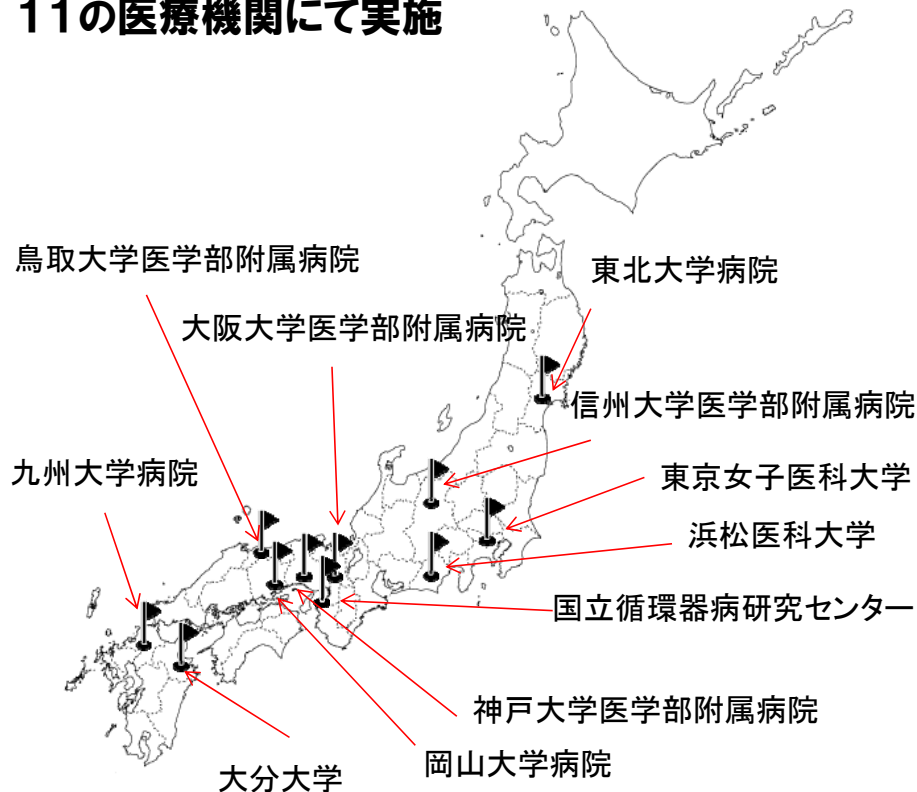 11の医療機関にて実施
鳥取大学医学部附属病院
東北大学病院
大阪大学医学部附属病院
信州大学医学部附属病院
九州大学病院
東京女子医科大学
浜松医科大学
国立循環器病研究センター
神戸大学医学部附属病院
岡山大学病院
大分大学